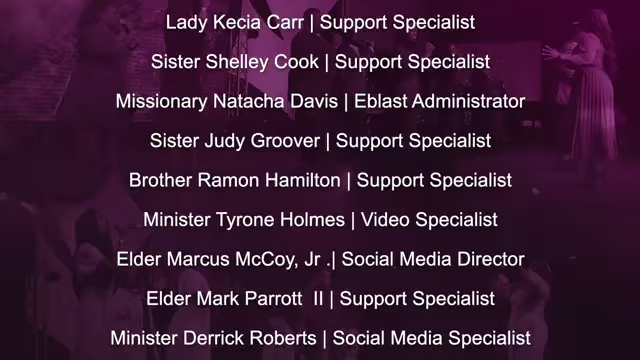 Lady Kecia Carr | Support Specialist
Sister Shelley Cook | Support Specialist
Missionary Natacha Davis | Eblast Administrator
Sister Judy Groover | Support Specialist
Brother Ramon Hamilton | Support Specialist
Minister Tyrone Holmes | Video Specialist
Elder Marcus McCoy, Jr .| Social Media Director
Elder Mark Parrott  II | Support Specialist
Minister Derrick Roberts | Social Media Specialist